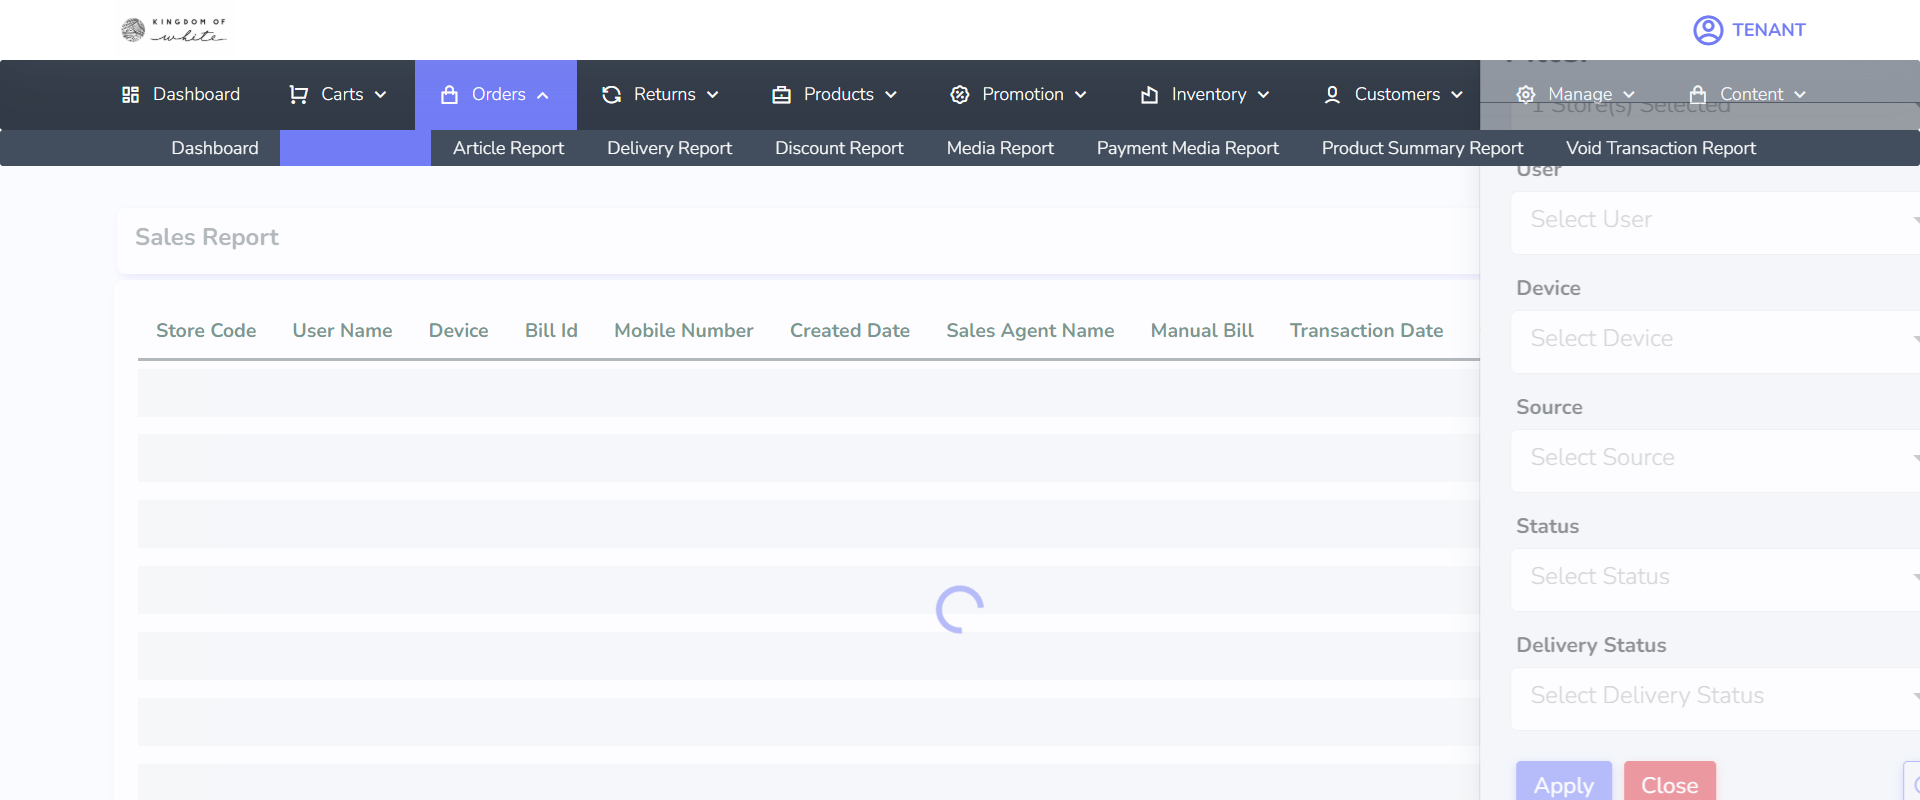 KINGDOM OF
white
TENANT
Dashboard Carts Orders Returns Products Promotion Inventory Customers Manage Content
1 Store(s) Selected
Dashboard Article Report Delivery Report Discount Report Media Report Payment Media Report Product Summary Report Void Transaction Report
User
Select User
Sales Report
Store Code User Name Device Bill Id Mobile Number Created Date Sales Agent Name Manual Bill Transaction Date
Device
Select Device
Source
Select Source
Status
Select Status
Delivery Status
Select Delivery Status
Apply Close